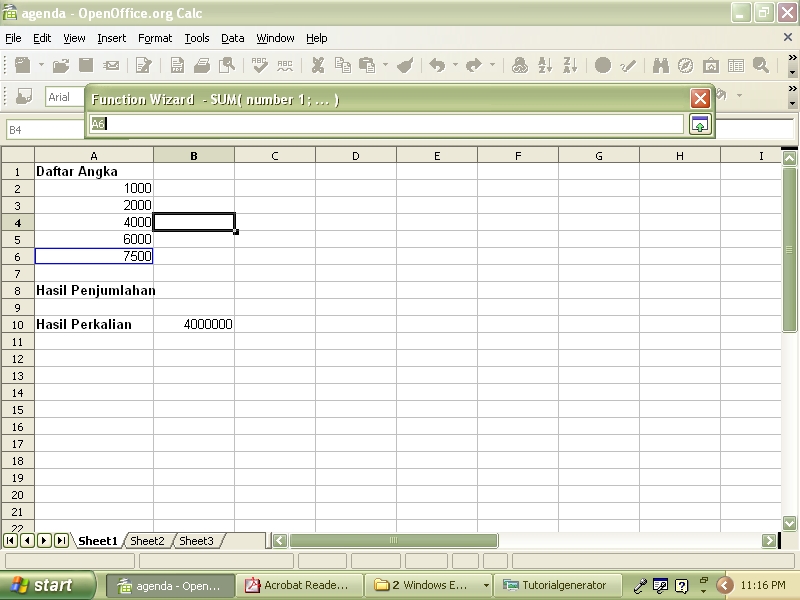 agenda - OpenOffice.org Calc
File Edit View Insert Format Tools Data Window Help
Arial
Function Wizard - SUM( number 1; ... )
A6
B4
A B C D E F G H I
1 Daftar Angka
2 1000
3 2000
4 4000
5 6000
6 7500
7
8 Hasil Penjumlahan
9
10 Hasil Perkalian 4000000
11
12
13
14
15
16
17
18
19
20
21
22
Sheet1 Sheet2 Sheet3
start agenda - Open... Acrobat Reade... 2 Windows E... Tutorialgenerator 11:16 PM